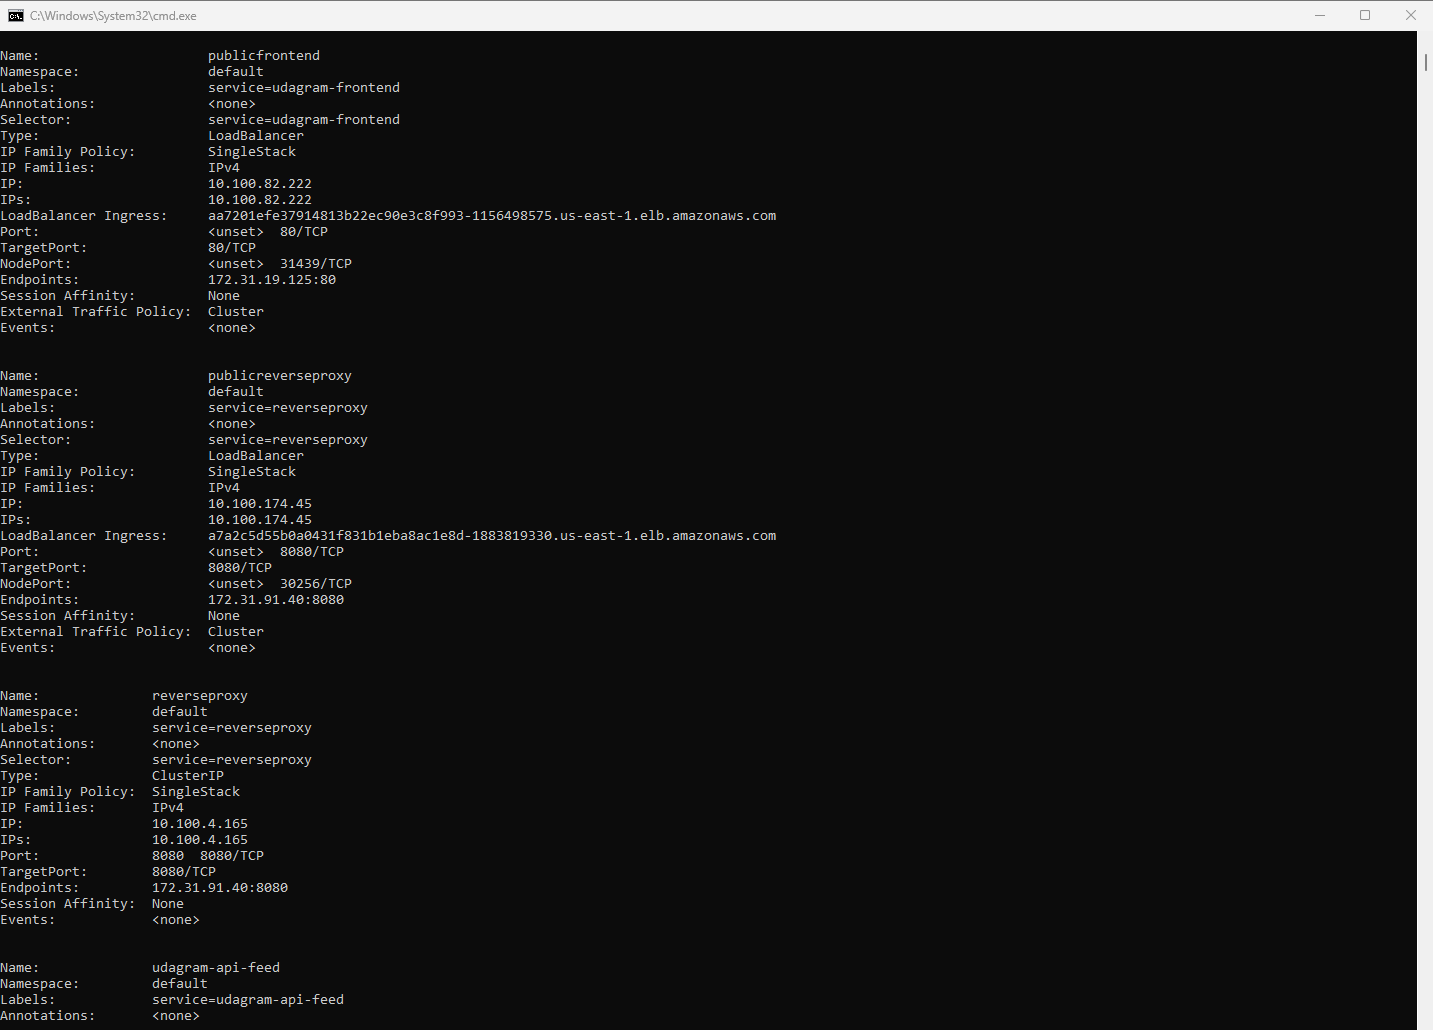 C:\Windows\System32\cmd.exe
Name:                     publicfrontend
Namespace:                default
Labels:                   service=udagram-frontend
Annotations:              <none>
Selector:                 service=udagram-frontend
Type:                     LoadBalancer
IP Family Policy:         SingleStack
IP Families:              IPv4
IP:                       10.100.82.222
IPs:                      10.100.82.222
LoadBalancer Ingress:     aa7201efe37914813b22ec90e3c8f993-1156498575.us-east-1.elb.amazonaws.com
Port:                     <unset>  80/TCP
TargetPort:               80/TCP
NodePort:                 <unset>  31439/TCP
Endpoints:                172.31.19.125:80
Session Affinity:         None
External Traffic Policy:  Cluster
Events:                   <none>
Name:                     publicreverseproxy
Namespace:                default
Labels:                   service=reverseproxy
Annotations:              <none>
Selector:                 service=reverseproxy
Type:                     LoadBalancer
IP Family Policy:         SingleStack
IP Families:              IPv4
IP:                       10.100.174.45
IPs:                      10.100.174.45
LoadBalancer Ingress:     a7a2c5d55b0a0431f831b1eba8ac1e8d-1883819330.us-east-1.elb.amazonaws.com
Port:                     <unset>  8080/TCP
TargetPort:               8080/TCP
NodePort:                 <unset>  30256/TCP
Endpoints:                172.31.91.40:8080
Session Affinity:         None
External Traffic Policy:  Cluster
Events:                   <none>
Name:              reverseproxy
Namespace:         default
Labels:            service=reverseproxy
Annotations:       <none>
Selector:          service=reverseproxy
Type:              ClusterIP
IP Family Policy:  SingleStack
IP Families:       IPv4
IP:                10.100.4.165
IPs:               10.100.4.165
Port:              8080  8080/TCP
TargetPort:        8080/TCP
Endpoints:         172.31.91.40:8080
Session Affinity:  None
Events:            <none>
Name:              udagram-api-feed
Namespace:         default
Labels:            service=udagram-api-feed
Annotations:       <none>